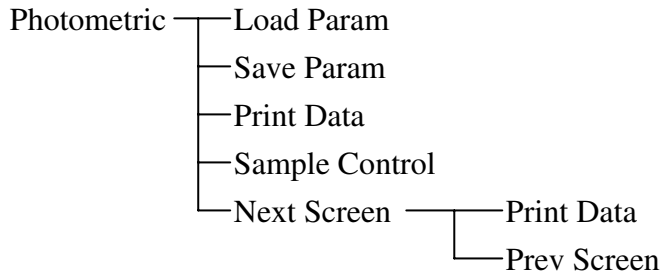 Photometric Load Param
Save Param
Print Data
Sample Control
Next Screen Print Data
Prev Screen